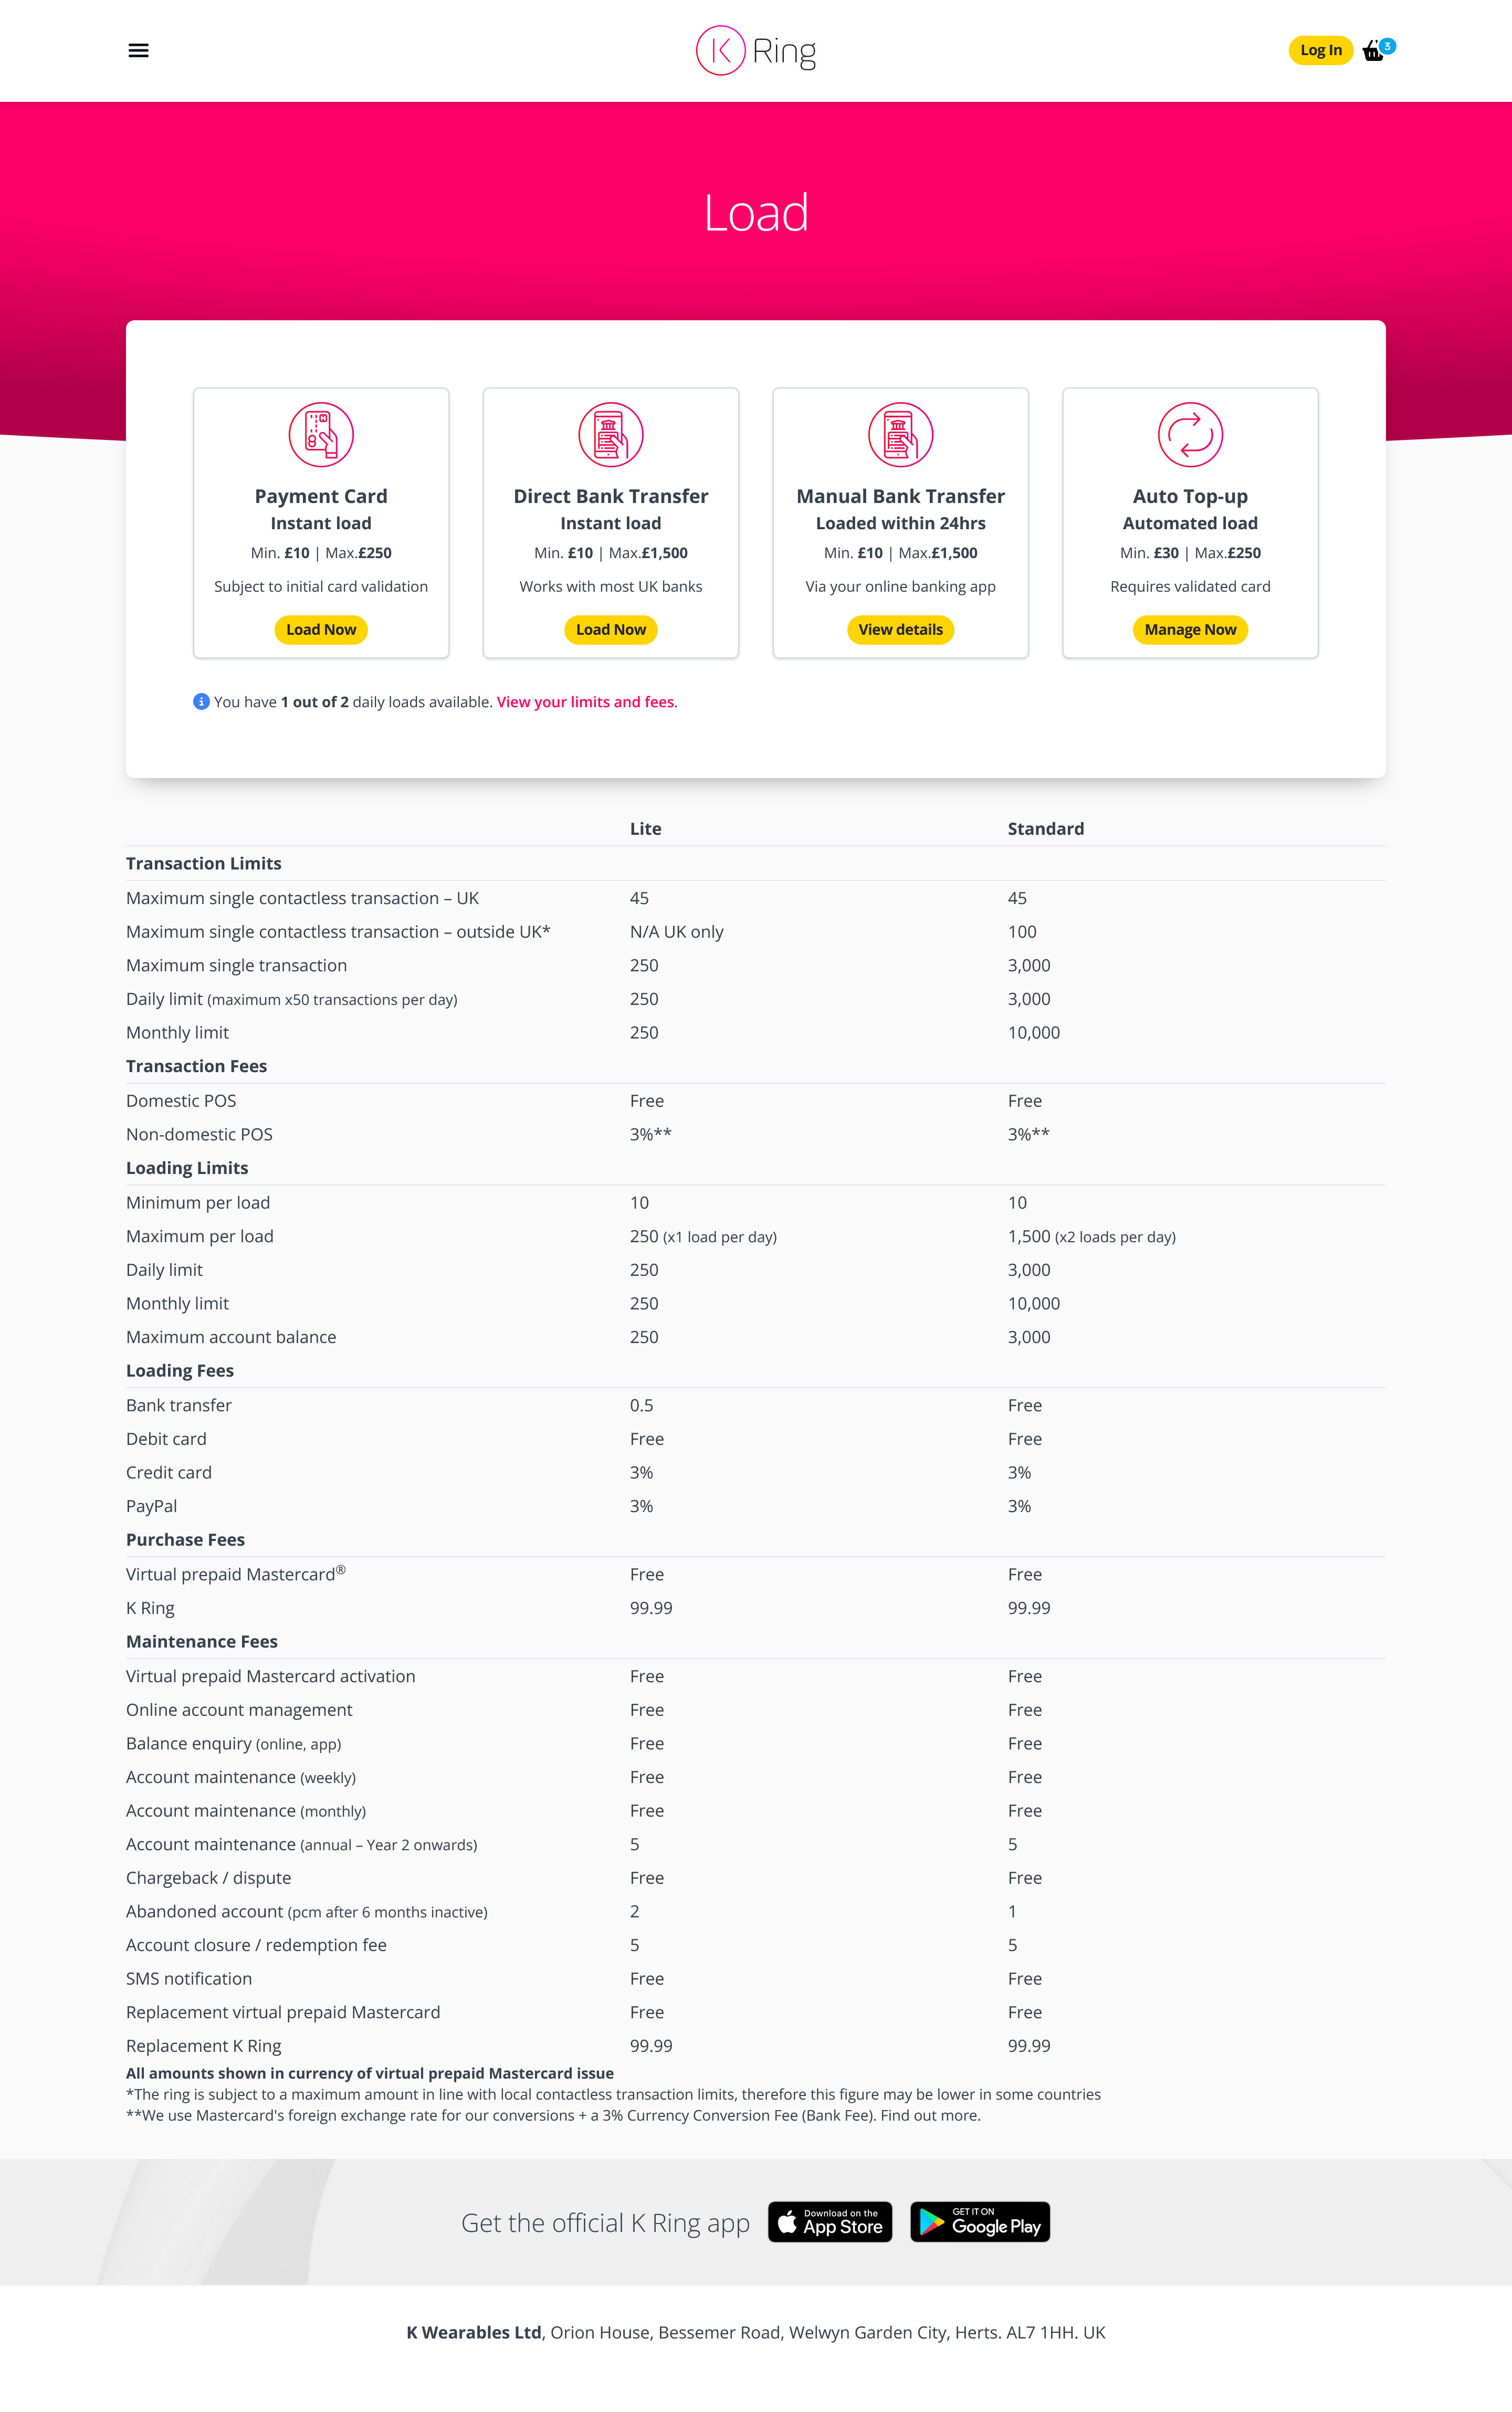 K Ring
Log In
3
Load
Payment Card
Instant load
Min. £10 | Max.£250
Subject to initial card validation
Load Now
Direct Bank Transfer
Instant load
Min. £10 | Max.£1,500
Works with most UK banks
Load Now
Manual Bank Transfer
Loaded within 24hrs
Min. £10 | Max.£1,500
Via your online banking app
View details
Auto Top-up
Automated load
Min. £30 | Max.£250
Requires validated card
Manage Now
You have 1 out of 2 daily loads available. View your limits and fees.
Lite Standard
Transaction Limits
Maximum single contactless transaction – UK 45 45
Maximum single contactless transaction – outside UK* N/A UK only 100
Maximum single transaction 250 3,000
Daily limit (maximum x50 transactions per day) 250 3,000
Monthly limit 250 10,000
Transaction Fees
Domestic POS Free Free
Non-domestic POS 3%** 3%**
Loading Limits
Minimum per load 10 10
Maximum per load 250 (x1 load per day) 1,500 (x2 loads per day)
Daily limit 250 3,000
Monthly limit 250 10,000
Maximum account balance 250 3,000
Loading Fees
Bank transfer 0.5 Free
Debit card Free Free
Credit card 3% 3%
PayPal 3% 3%
Purchase Fees
Virtual prepaid Mastercard® Free Free
K Ring 99.99 99.99
Maintenance Fees
Virtual prepaid Mastercard activation Free Free
Online account management Free Free
Balance enquiry (online, app) Free Free
Account maintenance (weekly) Free Free
Account maintenance (monthly) Free Free
Account maintenance (annual – Year 2 onwards) 5 5
Chargeback / dispute Free Free
Abandoned account (pcm after 6 months inactive) 2 1
Account closure / redemption fee 5 5
SMS notification Free Free
Replacement virtual prepaid Mastercard Free Free
Replacement K Ring 99.99 99.99
All amounts shown in currency of virtual prepaid Mastercard issue
*The ring is subject to a maximum amount in line with local contactless transaction limits, therefore this figure may be lower in some countries
**We use Mastercard's foreign exchange rate for our conversions + a 3% Currency Conversion Fee (Bank Fee). Find out more.
Get the official K Ring app
Download on the
App Store
GET IT ON
Google Play
K Wearables Ltd, Orion House, Bessemer Road, Welwyn Garden City, Herts. AL7 1HH. UK